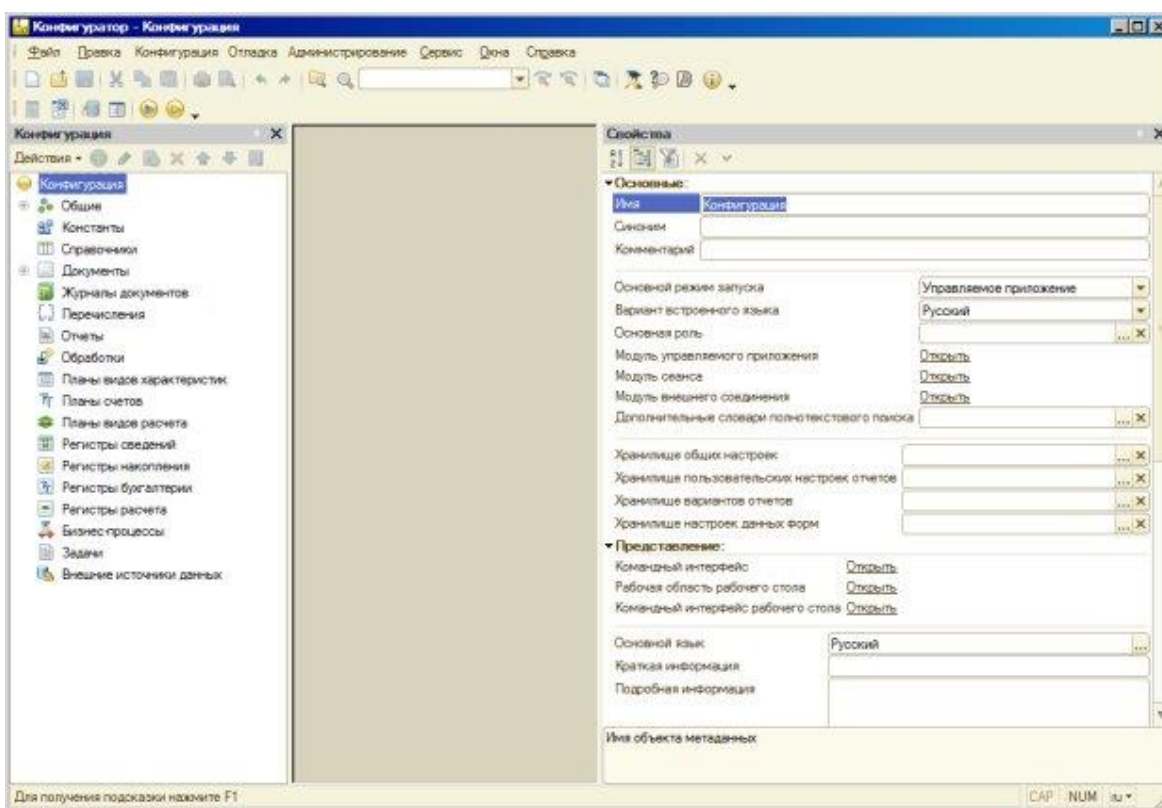 Конфигуратор - Конфигурация
Файл Правка Конфигурация Отладка Администрирование Сервис Окна Справка
Конфигурация
Действия
Конфигурация
Общие
Константы
Справочники
Документы
Журналы документов
Перечисления
Отчеты
Обработки
Планы видов характеристик
Планы счетов
Планы видов расчета
Регистры сведений
Регистры накопления
Регистры бухгалтерии
Регистры расчета
Бизнес-процессы
Задачи
Внешние источники данных
Свойства
Основные:
Имя Конфигурация
Синоним
Комментарий
Основной режим запуска Управляемое приложение
Вариант встроенного языка Русский
Основная роль ...
Модуль управляемого приложения Открыть
Модуль сеанса Открыть
Модуль внешнего соединения Открыть
Дополнительные словари полнотекстового поиска ...
Хранилище общих настроек ...
Хранилище пользовательских настроек отчетов ...
Хранилище вариантов отчетов ...
Хранилище настроек данных форм ...
Представление:
Командный интерфейс Открыть
Рабочая область рабочего стола Открыть
Командный интерфейс рабочего стола Открыть
Основной язык Русский ...
Краткая информация
Подробная информация
Имя объекта метаданных
Для получения подсказки нажмите F1
CAP NUM ru